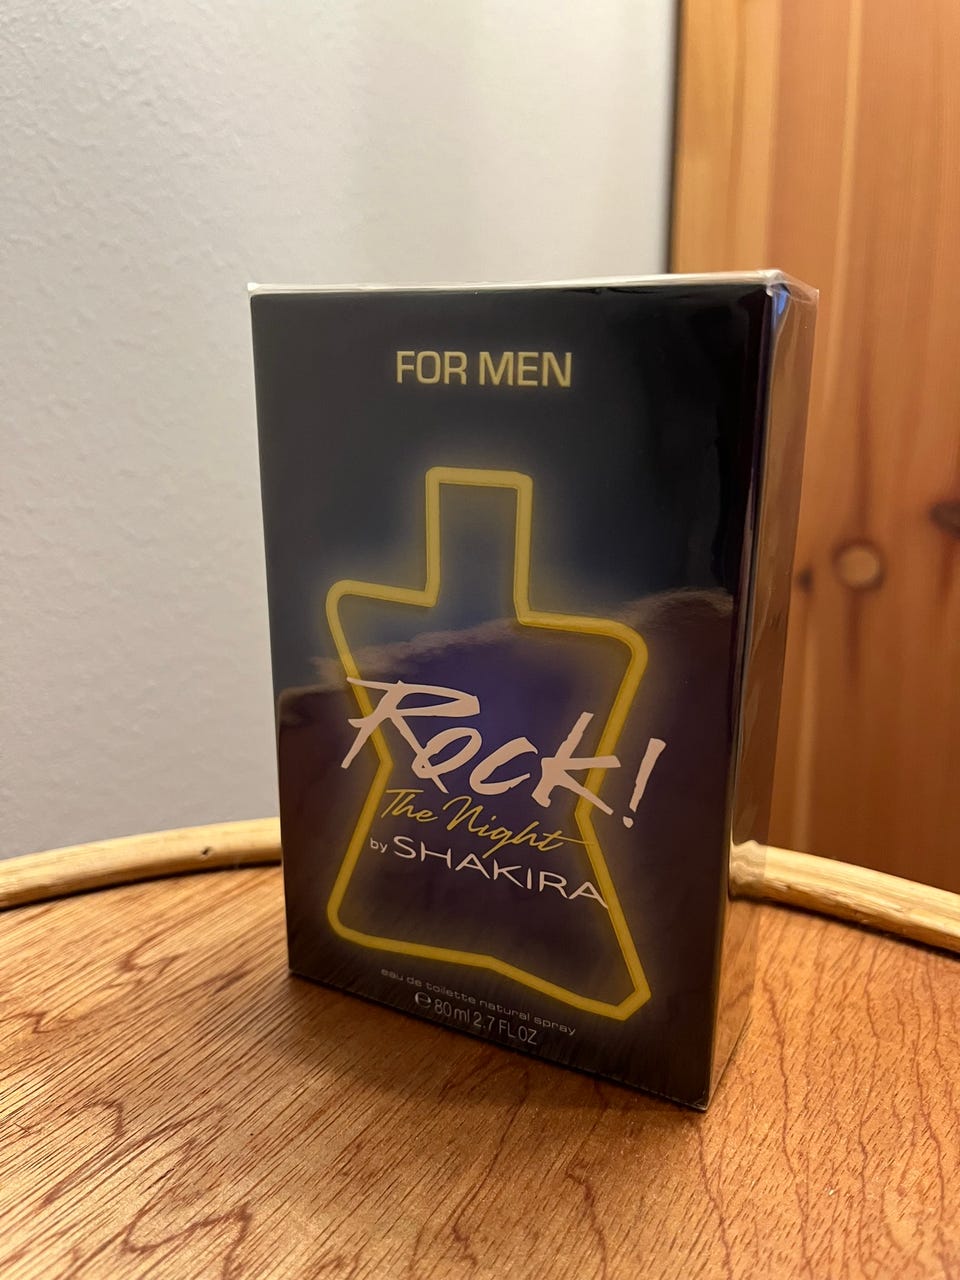 FOR MEN
Rock!
The Night
by SHAKIRA
eau de toilette natural spray
℮ 80 ml 2.7 FL OZ